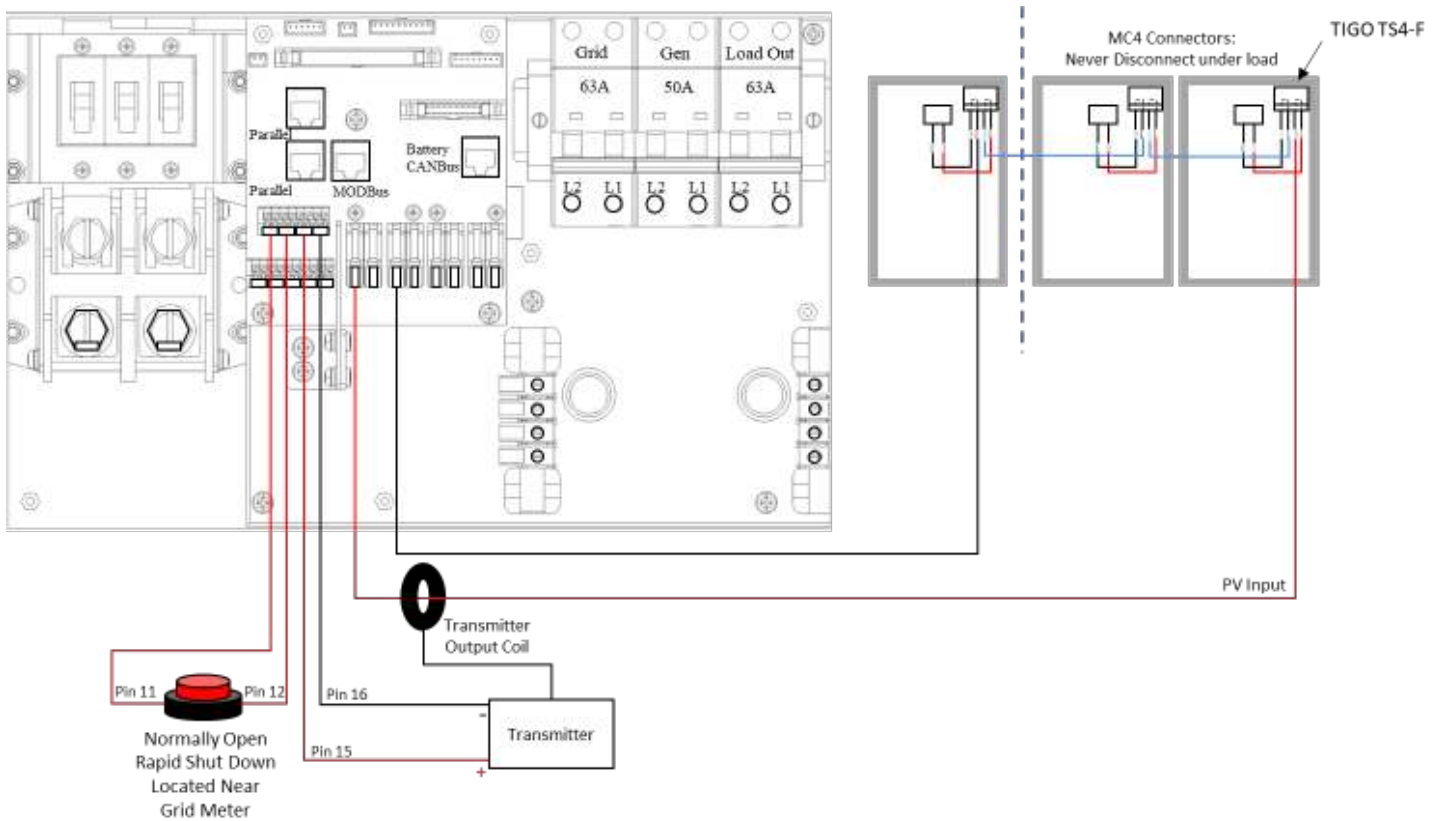 Grid
Gen
Load Out
63A
50A
63A
L2
L1
L2
L1
L2
L1
Parallel
Parallel
MODBus
Battery
CANBus
MC4 Connectors:
Never Disconnect under load
TIGO TS4-F
PV Input
Transmitter
Output Coil
Pin 11
Pin 12
Pin 16
-
Transmitter
Pin 15
+
Normally Open
Rapid Shut Down
Located Near
Grid Meter